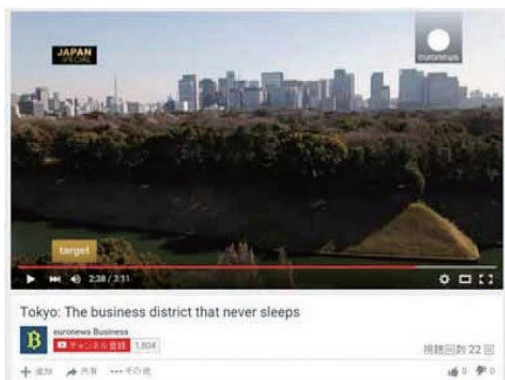 JAPAN
SPECIAL
euronews
target
2:38 / 3:11
Tokyo: The business district that never sleeps
euronews Business
チャンネル登録 1,804
視聴回数 22 回
追加 共有 ••• その他
0 0